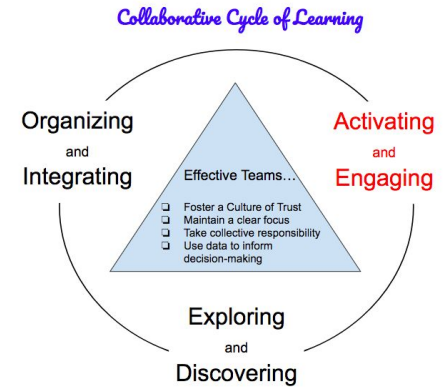 Collaborative Cycle of Learning
Organizing
and
Integrating
Activating
and
Engaging
Effective Teams...
❏ Foster a Culture of Trust
❏ Maintain a clear focus
❏ Take collective responsibility
❏ Use data to inform
decision-making
Exploring
and
Discovering